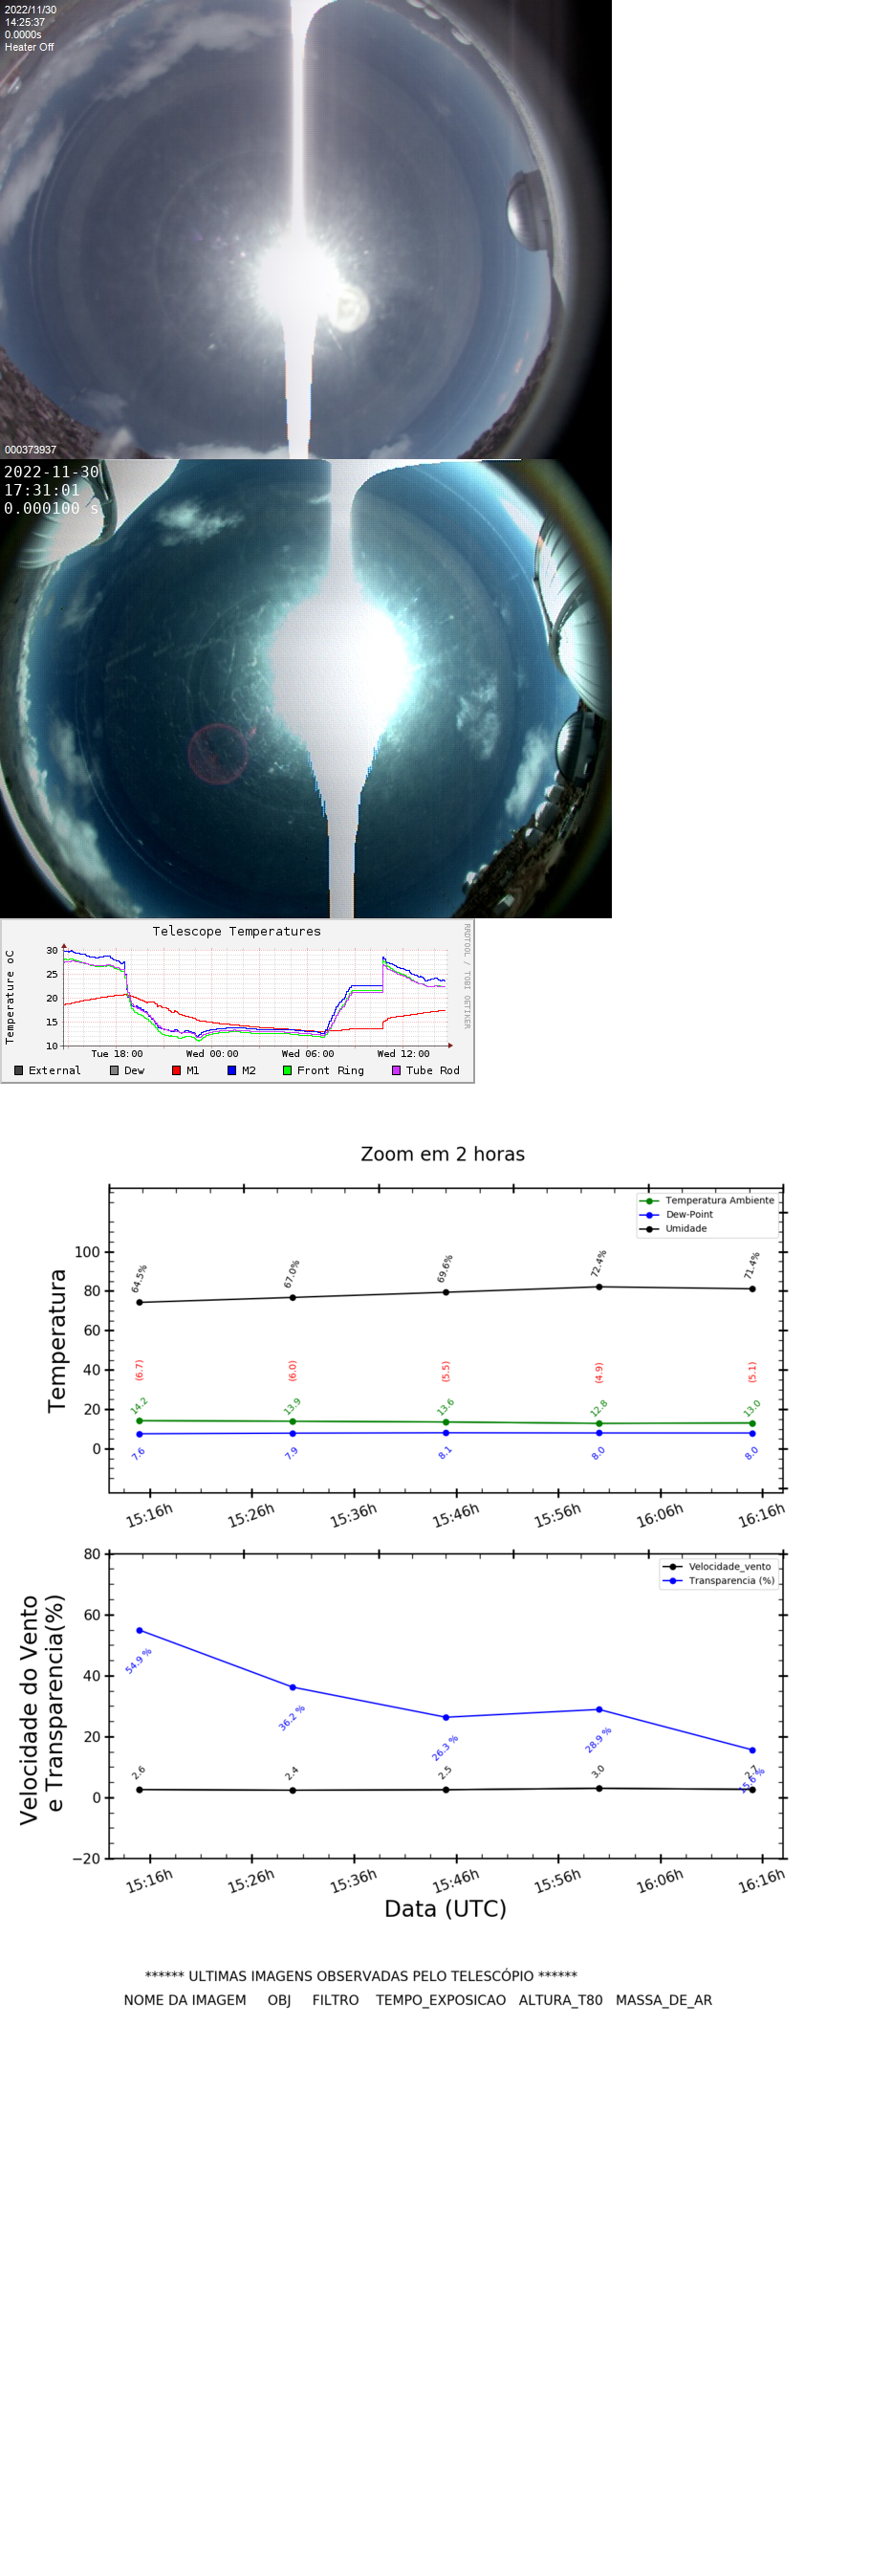 2022/11/30
14:25:37
0.0000s
Heater Off
000373937
2022-11-30
17:31:01
0.000100 s
Telescope Temperatures
RRDTOOL / TOBI OETIKER
Temperature oC
30
25
20
15
10
Tue 18:00 Wed 00:00 Wed 06:00 Wed 12:00
External Dew M1 M2 Front Ring Tube Rod
Zoom em 2 horas
Temperatura Ambiente
Dew-Point
Umidade
Temperatura
100
80
60
40
20
0
64.5% 67.0% 69.6% 72.4% 71.4%
(6.7) (6.0) (5.5) (4.9) (5.1)
14.2 13.9 13.6 12.8 13.0
7.6 7.9 8.1 8.0 8.0
15:16h 15:26h 15:36h 15:46h 15:56h 16:06h 16:16h
Velocidade_vento
Transparencia (%)
Velocidade do Vento
e Transparencia(%)
80
60
40
20
0
−20
54.9 % 36.2 % 26.3 % 28.9 % 15.6 %
2.6 2.4 2.5 3.0 2.7
15:16h 15:26h 15:36h 15:46h 15:56h 16:06h 16:16h
Data (UTC)
****** ULTIMAS IMAGENS OBSERVADAS PELO TELESCÓPIO ******
NOME DA IMAGEM OBJ FILTRO TEMPO_EXPOSICAO ALTURA_T80 MASSA_DE_AR